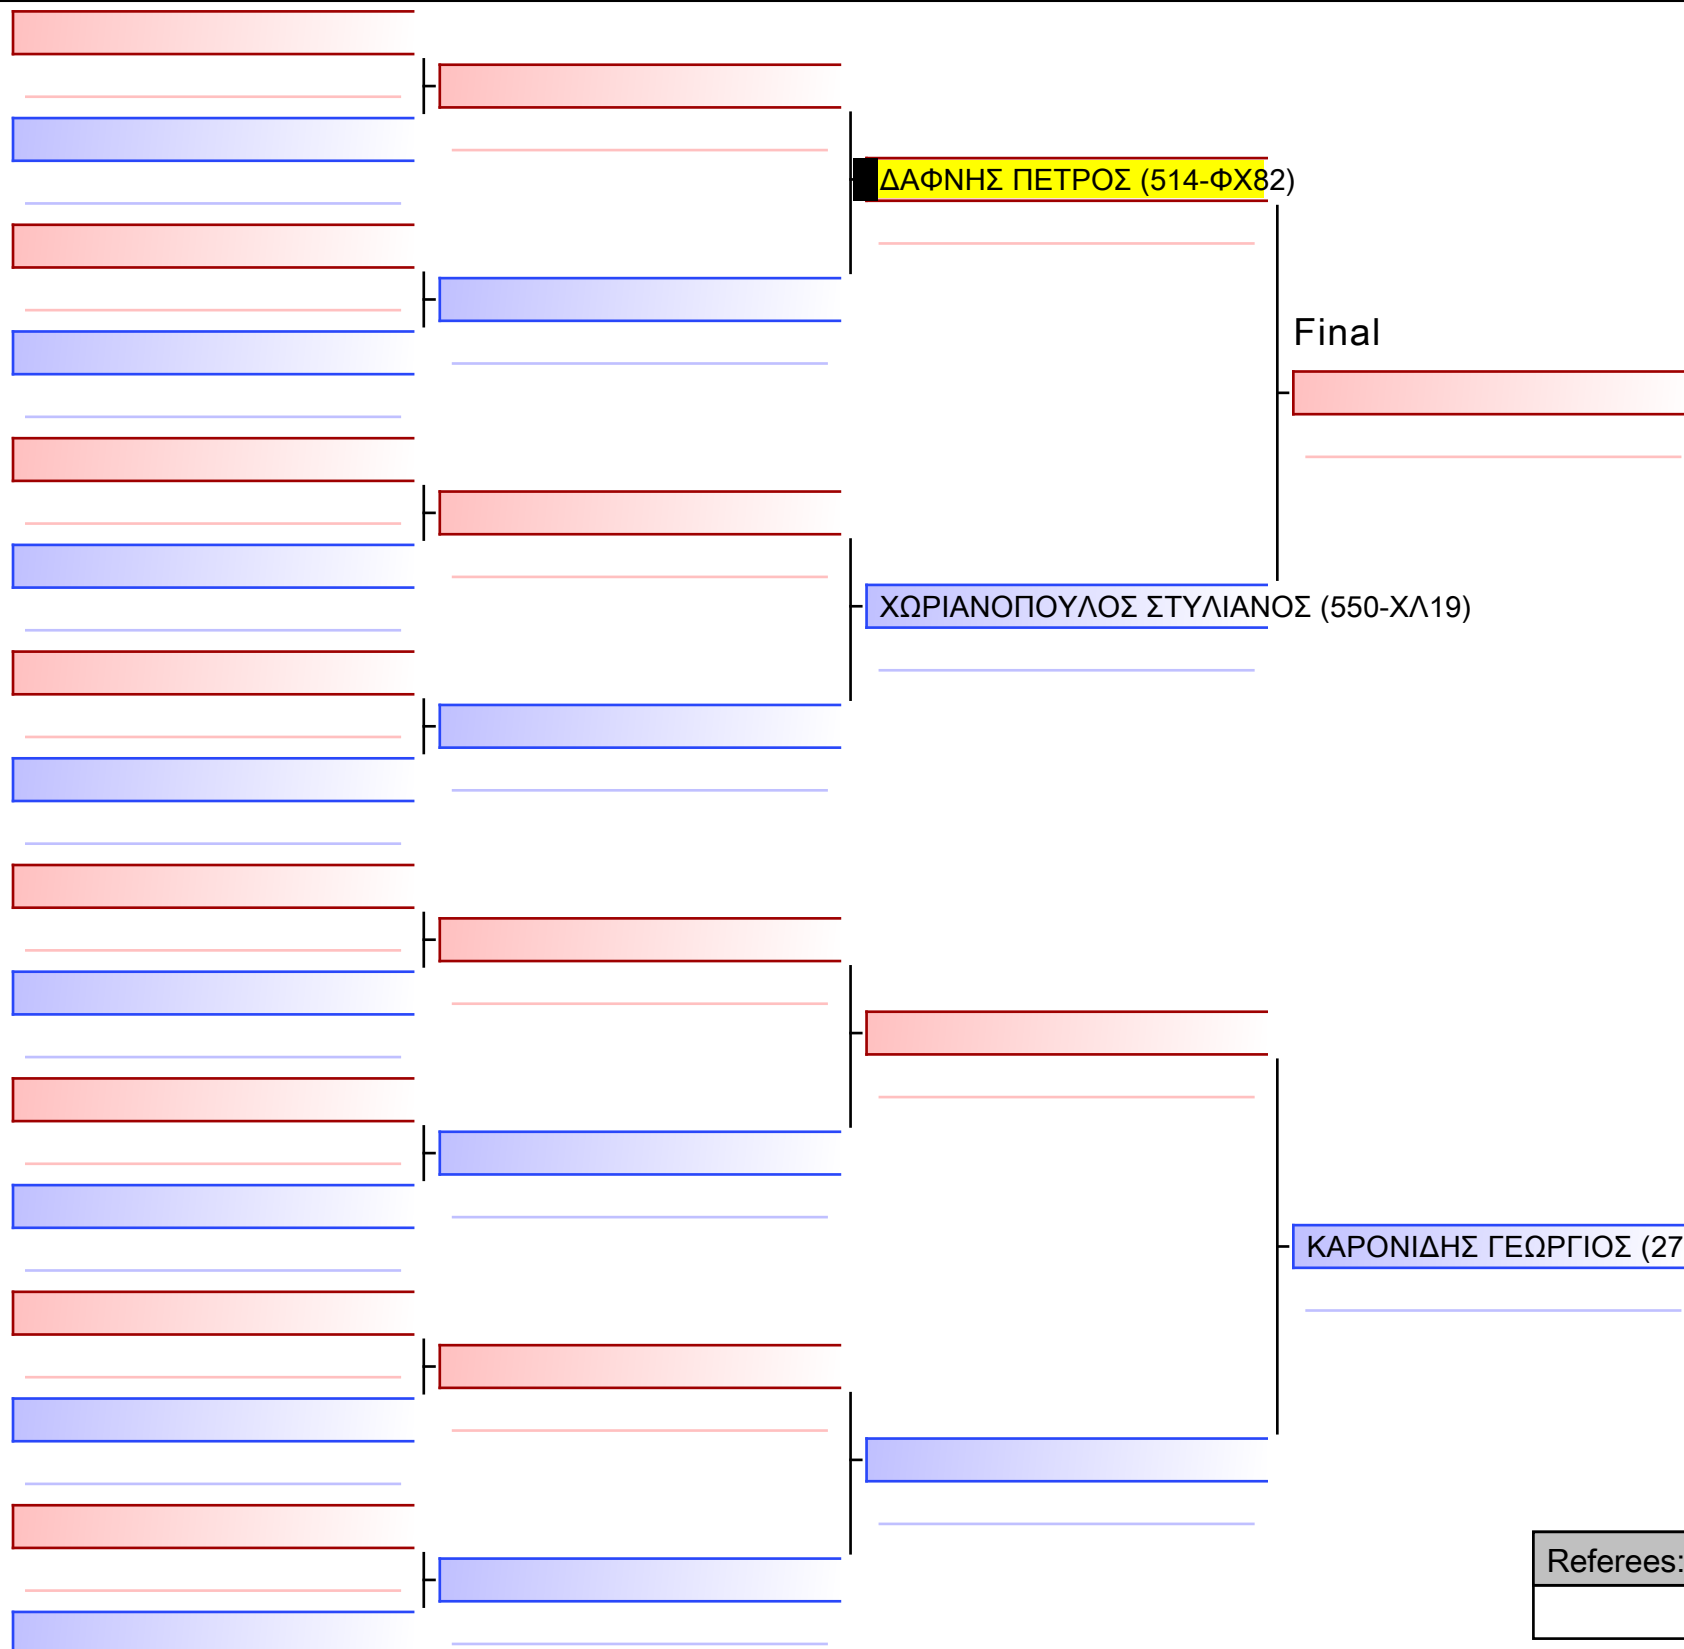 ΔΑΦΝΗΣ ΠΕΤΡΟΣ (514-ΦΧ82)
Final
ΧΩΡΙΑΝΟΠΟΥΛΟΣ ΣΤΥΛΙΑΝΟΣ (550-ΧΛ19)
ΚΑΡΟΝΙΔΗΣ ΓΕΩΡΓΙΟΣ (27
Referees: